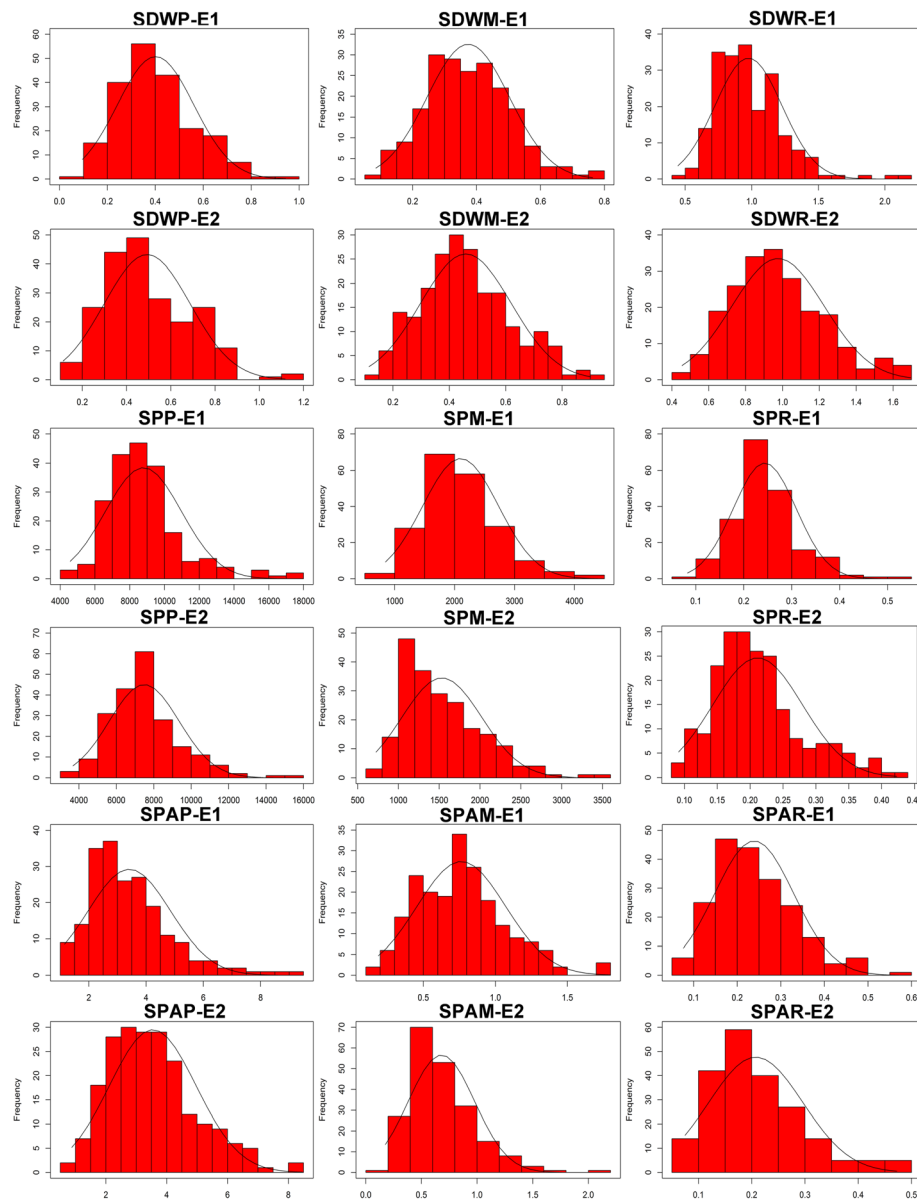 SDWP-E1 SDWM-E1 SDWR-E1
Frequency
0 10 20 30 40 50 60
0.0 0.2 0.4 0.6 0.8 1.0
0 5 10 15 20 25 30 35
0.2 0.4 0.6 0.8
Frequency
0 10 20 30 40
0.5 1.0 1.5 2.0
SDWP-E2 SDWM-E2 SDWR-E2
Frequency
0 10 20 30 40 50
0.2 0.4 0.6 0.8 1.0 1.2
0 5 10 15 20 25 30
0.2 0.4 0.6 0.8
Frequency
0 10 20 30 40
0.4 0.6 0.8 1.0 1.2 1.4 1.6
SPP-E1 SPM-E1 SPR-E1
Frequency
0 10 20 30 40 50
4000 6000 8000 10000 12000 14000 16000 18000
0 20 40 60 80
1000 2000 3000 4000
Frequency
0 20 40 60 80
0.1 0.2 0.3 0.4 0.5
SPP-E2 SPM-E2 SPR-E2
Frequency
0 10 20 30 40 50 60 70
4000 6000 8000 10000 12000 14000 16000
0 10 20 30 40 50
500 1000 1500 2000 2500 3000 3500
Frequency
0 5 10 15 20 25 30
0.10 0.15 0.20 0.25 0.30 0.35 0.40
SPAP-E1 SPAM-E1 SPAR-E1
Frequency
0 10 20 30 40
2 4 6 8
0 5 10 15 20 25 30 35
0.5 1.0 1.5
Frequency
0 10 20 30 40 50
0.1 0.2 0.3 0.4 0.5 0.6
SPAP-E2 SPAM-E2 SPAR-E2
Frequency
0 5 10 15 20 25 30
2 4 6 8
0 10 20 30 40 50 60 70
0.0 0.5 1.0 1.5 2.0
Frequency
0 20 40 60
0.1 0.2 0.3 0.4 0.5